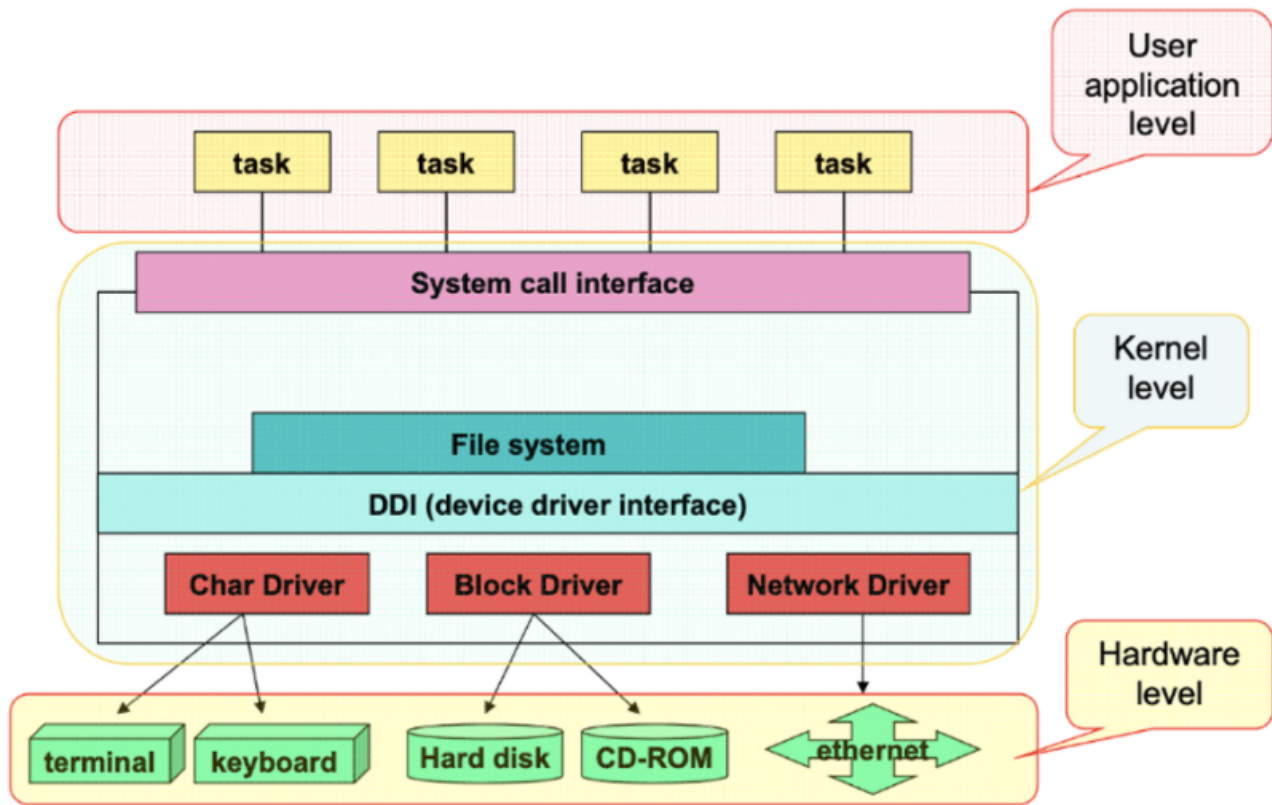 User
application
level
task
task
task
task
System call interface
Kernel
level
File system
DDI (device driver interface)
Char Driver
Block Driver
Network Driver
Hardware
level
terminal
keyboard
Hard disk
CD-ROM
ethernet